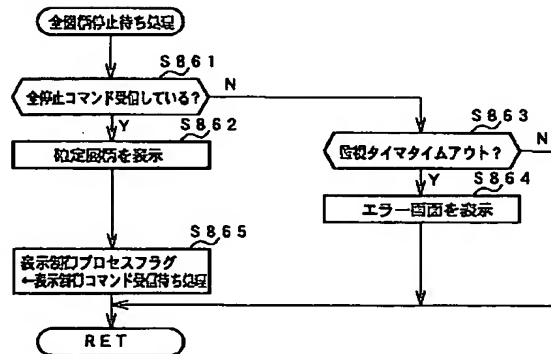 全図柄停止待ち処理
S861
全停止コマンド受信している?
N
Y
S862
確定図柄を表示
S863
監視タイマタイムアウト?
N
Y
S864
エラー画面を表示
S865
表示制御プロセスフラグ
←表示制御コマンド受信待ち処理
RET